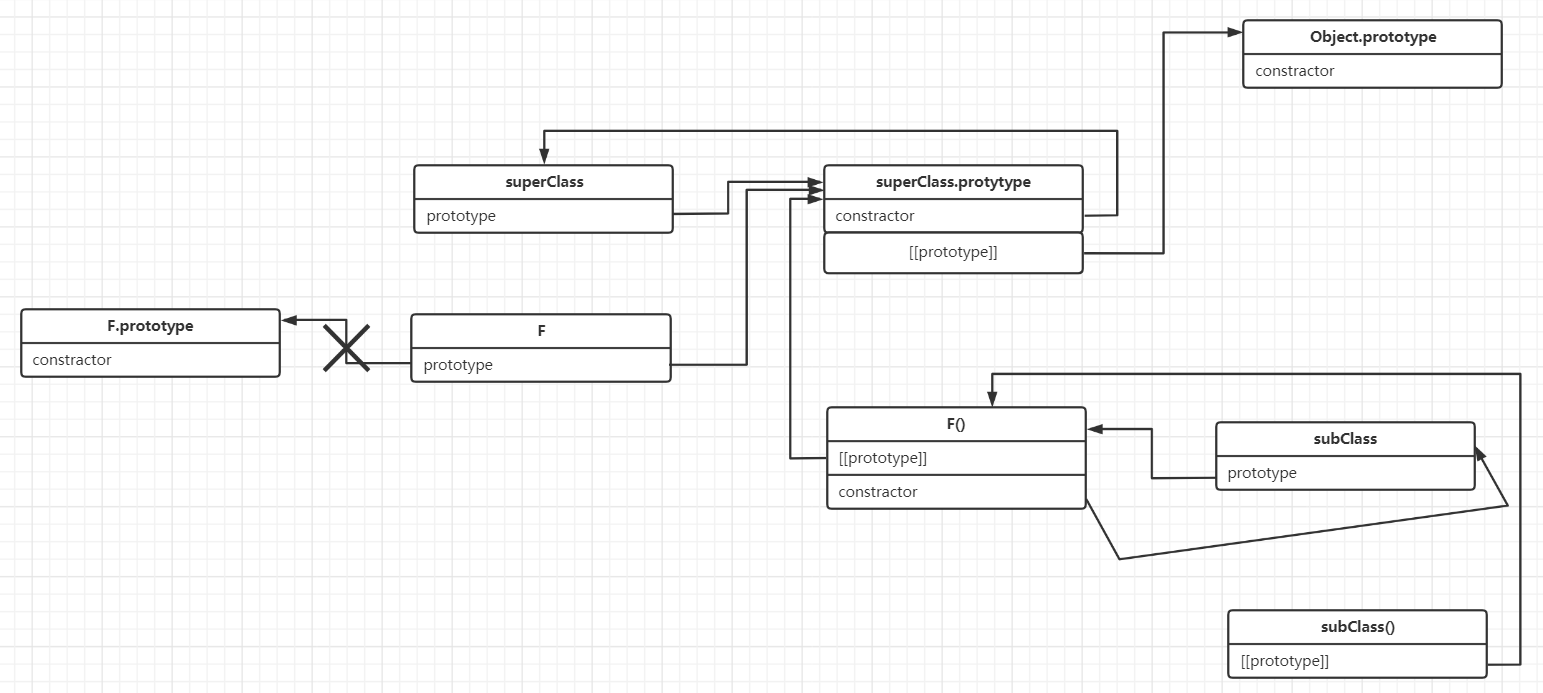 Object.prototype
constractor
superClass
prototype
superClass.protytype
constractor
[[prototype]]
F.prototype
constractor
F
prototype
F()
[[prototype]]
constractor
subClass
prototype
subClass()
[[prototype]]